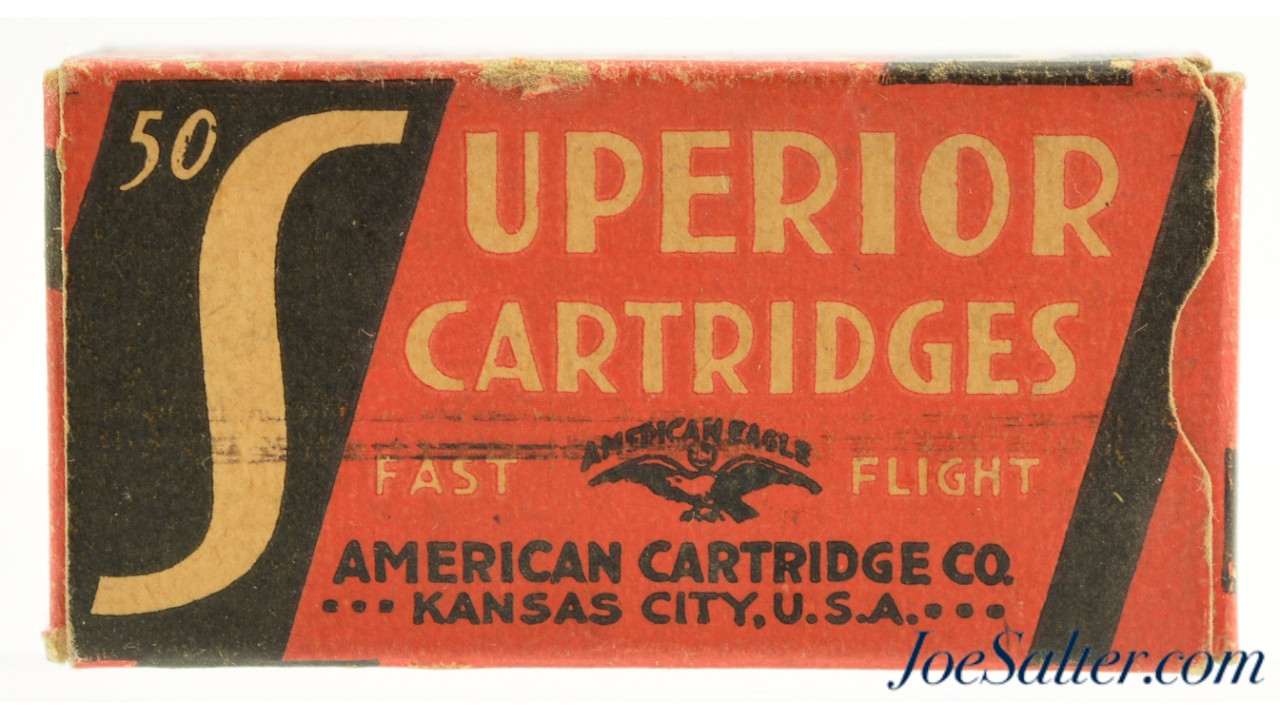 50
SUPERIOR
CARTRIDGES
AMERICAN EAGLE
FAST FLIGHT
AMERICAN CARTRIDGE CO.
... KANSAS CITY, U.S.A. ...
JoeSalter.com